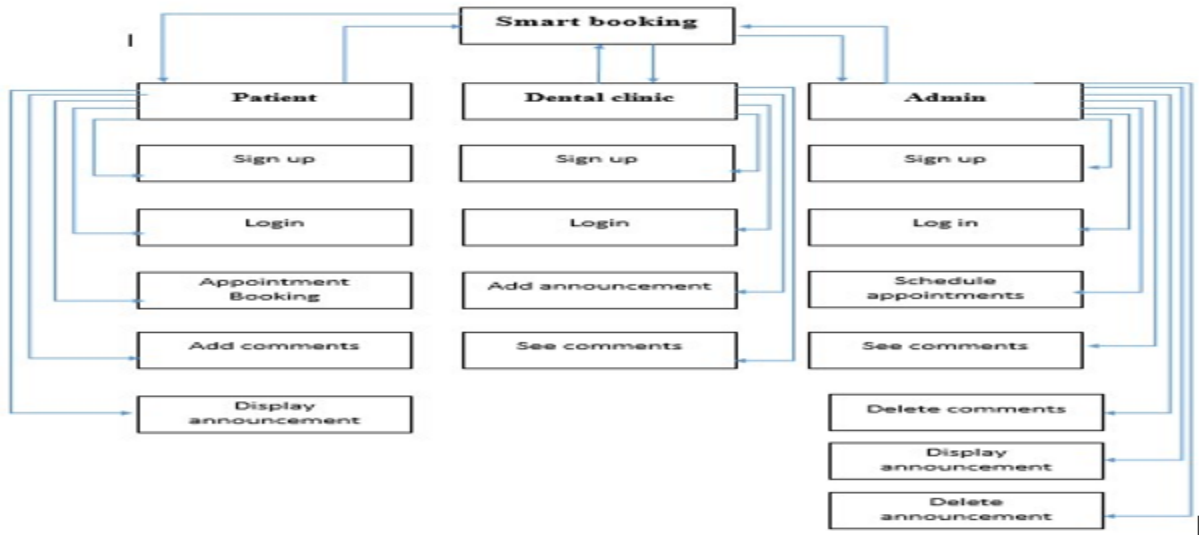 Smart booking
Patient
Dental clinic
Admin
Sign up
Sign up
Sign up
Login
Login
Log in
Appointment
Booking
Add announcement
Schedule
appointments
Add comments
See comments
See comments
Display
announcement
Delete comments
Display
announcement
Delete
announcement